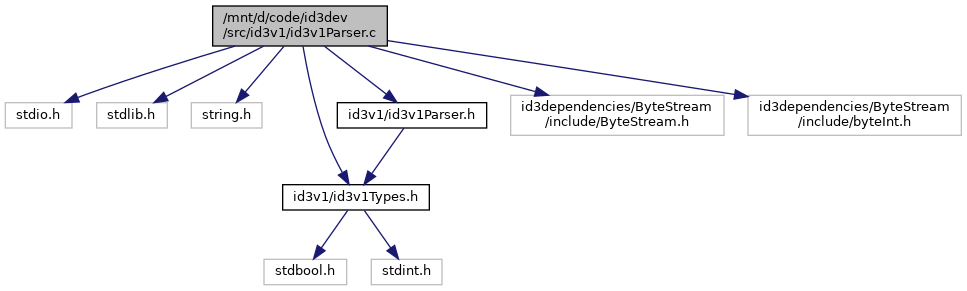 /mnt/d/code/id3dev
/src/id3v1/id3v1Parser.c
stdio.h
stdlib.h
string.h
id3v1/id3v1Parser.h
id3dependencies/ByteStream
/include/ByteStream.h
id3dependencies/ByteStream
/include/byteInt.h
id3v1/id3v1Types.h
stdbool.h
stdint.h